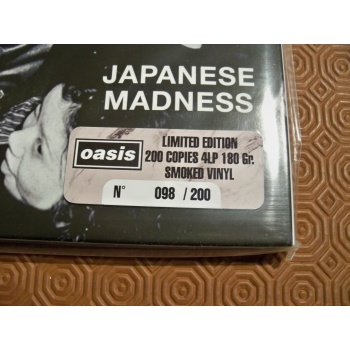 JAPANESE
MADNESS
oasis
LIMITED EDITION
200 COPIES 4LP 180 Gr.
SMOKED VINYL
N° 098 / 200